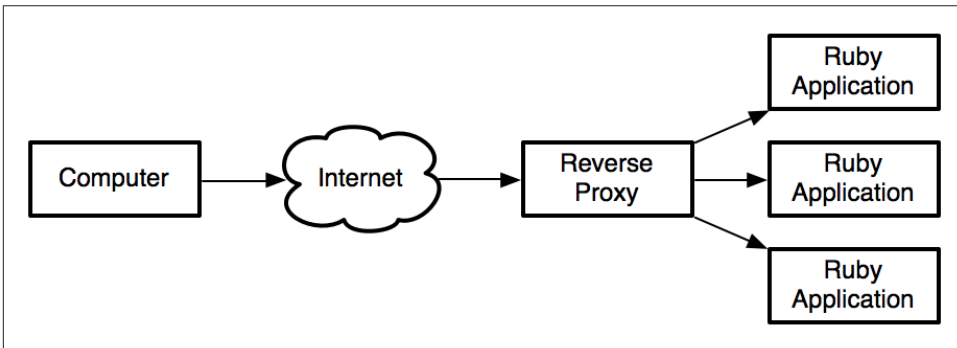 Computer
Internet
Reverse
Proxy
Ruby
Application
Ruby
Application
Ruby
Application